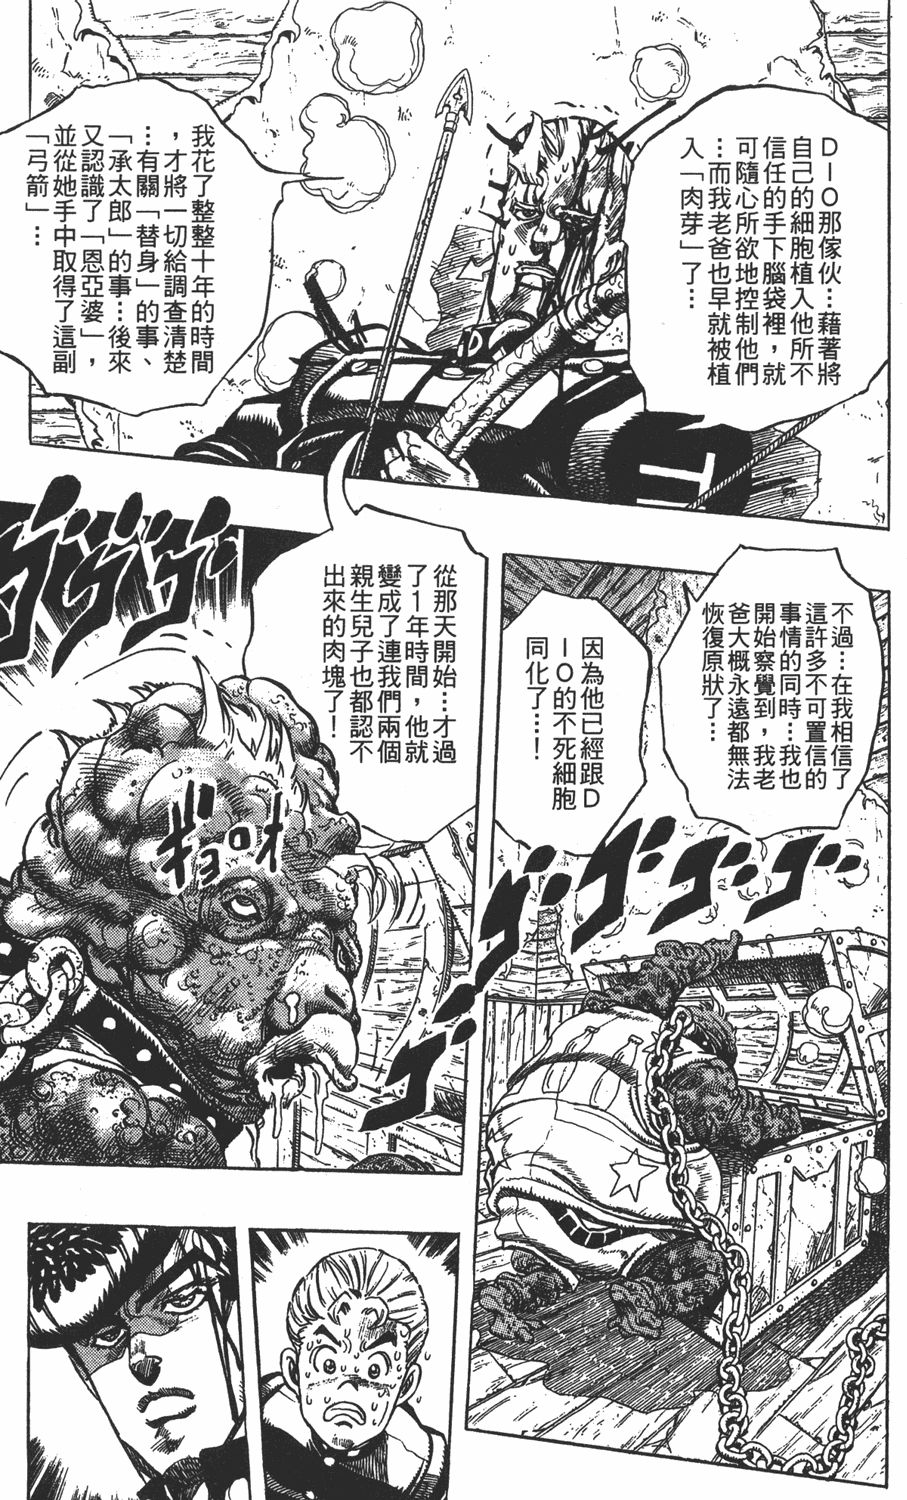 DIO那傢伙…藉著將
自己的細胞植入他所不
信任的手下腦袋裡，就
可隨心所欲地控制他們
…而我老爸也早就被植
入「肉芽」了…
我花了整整十年的時間
，才將一切給調查清楚
…有關「替身」的事、
「承太郎」的事…後來
又認識了「恩亞婆」，
並從她手中取得了這副
「弓箭」…
不過…在我相信了
這許多不可置信的
事情的同時…我也
開始察覺到，我老
爸大概永遠都無法
恢復原狀了…
因為他已經跟D
IO的不死細胞
同化了…！
ゴゴゴゴ
ゴゴ
從那天開始…才過
了1年時間，他就
變成了連我們兩個
親生兒子也都認不
出來的肉塊了！
ゴゴゴ
ギョロォ